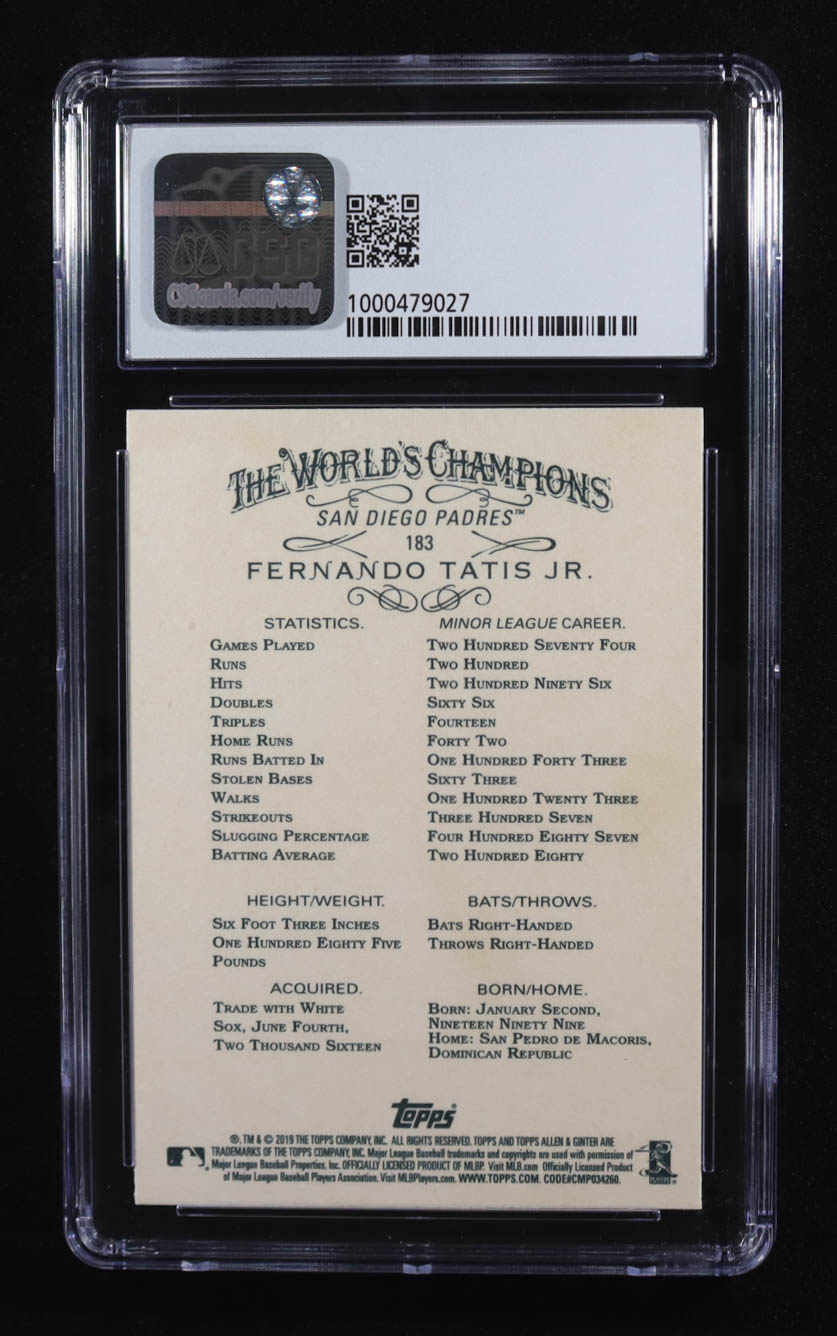 CSG
CSGcards.com/verify
1000479027
THE WORLD'S CHAMPIONS
SAN DIEGO PADRES™
183
FERNANDO TATIS JR.
STATISTICS. MINOR LEAGUE CAREER.
GAMES PLAYED TWO HUNDRED SEVENTY FOUR
RUNS TWO HUNDRED
HITS TWO HUNDRED NINETY SIX
DOUBLES SIXTY SIX
TRIPLES FOURTEEN
HOME RUNS FORTY TWO
RUNS BATTED IN ONE HUNDRED FORTY THREE
STOLEN BASES SIXTY THREE
WALKS ONE HUNDRED TWENTY THREE
STRIKEOUTS THREE HUNDRED SEVEN
SLUGGING PERCENTAGE FOUR HUNDRED EIGHTY SEVEN
BATTING AVERAGE TWO HUNDRED EIGHTY
HEIGHT/WEIGHT.
SIX FOOT THREE INCHES
ONE HUNDRED EIGHTY FIVE
POUNDS
BATS/THROWS.
BATS RIGHT-HANDED
THROWS RIGHT-HANDED
ACQUIRED.
TRADE WITH WHITE
SOX, JUNE FOURTH,
TWO THOUSAND SIXTEEN
BORN/HOME.
BORN: JANUARY SECOND,
NINETEEN NINETY NINE
HOME: SAN PEDRO DE MACORIS,
DOMINICAN REPUBLIC
Topps®
®, TM & © 2019 THE TOPPS COMPANY, INC. ALL RIGHTS RESERVED. TOPPS AND TOPPS ALLEN & GINTER ARE
TRADEMARKS OF THE TOPPS COMPANY, INC. Major League Baseball trademarks and copyrights are used with permission of
Major League Baseball Properties, Inc. OFFICIALLY LICENSED PRODUCT OF MLBP. Visit MLB.com Officially Licensed Product
of Major League Baseball Players Association. Visit MLBPlayers.com. WWW.TOPPS.COM. CODE#CMP034260.